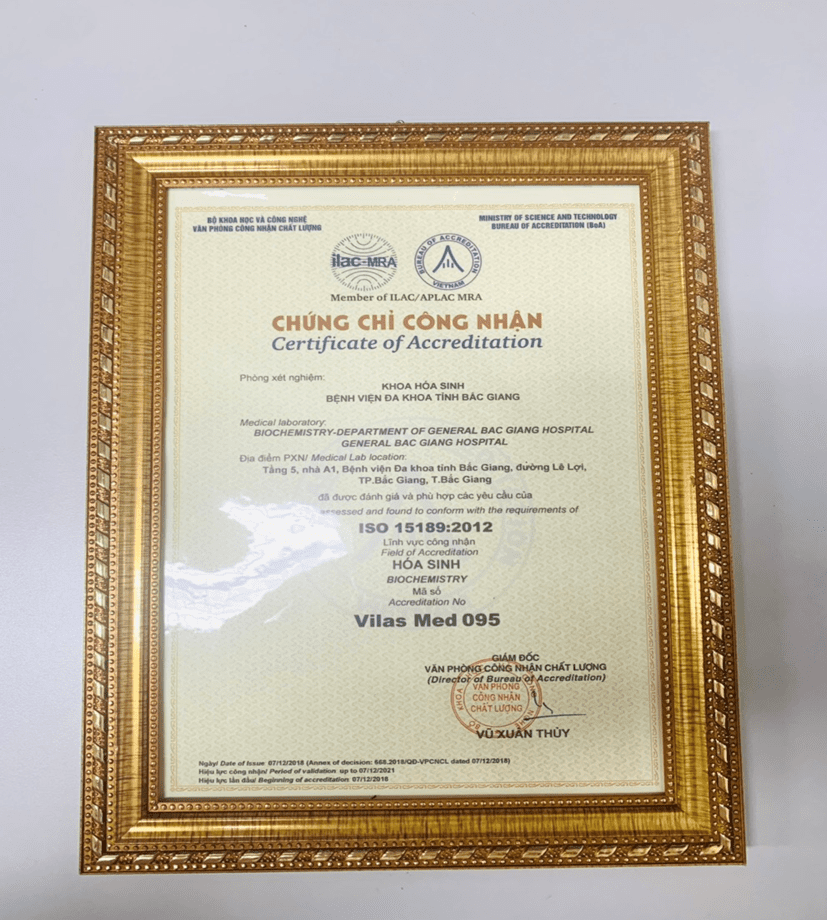 BỘ KHOA HỌC VÀ CÔNG NGHỆ
VĂN PHÒNG CÔNG NHẬN CHẤT LƯỢNG
MINISTRY OF SCIENCE AND TECHNOLOGY
BUREAU OF ACCREDITATION (BoA)
ilac-MRA
BUREAU OF ACCREDITATION
VIETNAM
Member of ILAC/APLAC MRA
CHỨNG CHỈ CÔNG NHẬN
Certificate of Accreditation
Phòng xét nghiệm:
KHOA HÓA SINH
BỆNH VIỆN ĐA KHOA TỈNH BẮC GIANG
Medical laboratory:
BIOCHEMISTRY-DEPARTMENT OF GENERAL BAC GIANG HOSPITAL
GENERAL BAC GIANG HOSPITAL
Địa điểm PXN/ Medical Lab location:
Tầng 5, nhà A1, Bệnh viện Đa khoa tỉnh Bắc Giang, đường Lê Lợi,
TP.Bắc Giang, T.Bắc Giang
đã được đánh giá và phù hợp các yêu cầu của
assessed and found to conform with the requirements of
ISO 15189:2012
Lĩnh vực công nhận
Field of Accreditation
HÓA SINH
BIOCHEMISTRY
Mã số
Accreditation No
Vilas Med 095
GIÁM ĐỐC
VĂN PHÒNG CÔNG NHẬN CHẤT LƯỢNG
(Director of Bureau of Accreditation)
VĂN PHÒNG
CÔNG NHẬN
CHẤT LƯỢNG
VŨ XUÂN THỦY
Ngày/ Date of Issue: 07/12/2018 (Annex of decision: 668.2018/QĐ-VPCNCL dated 07/12/2018)
Hiệu lực công nhận/ Period of validation: up to 07/12/2021
Hiệu lực lần đầu/ Beginning of accreditation: 07/12/2018